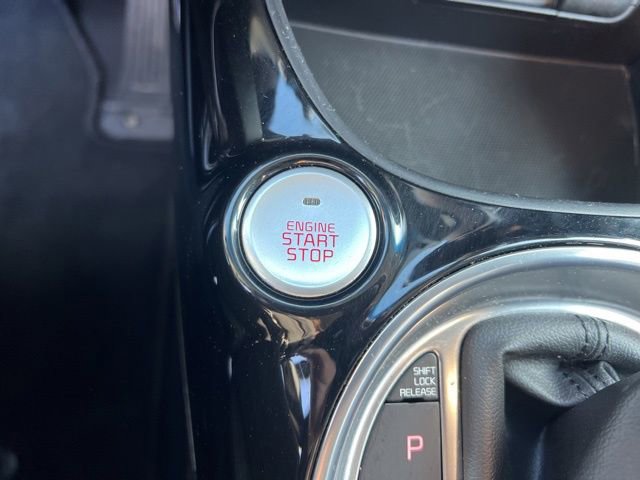 ENGINE
START
STOP
SHIFT
LOCK
RELEASE
P